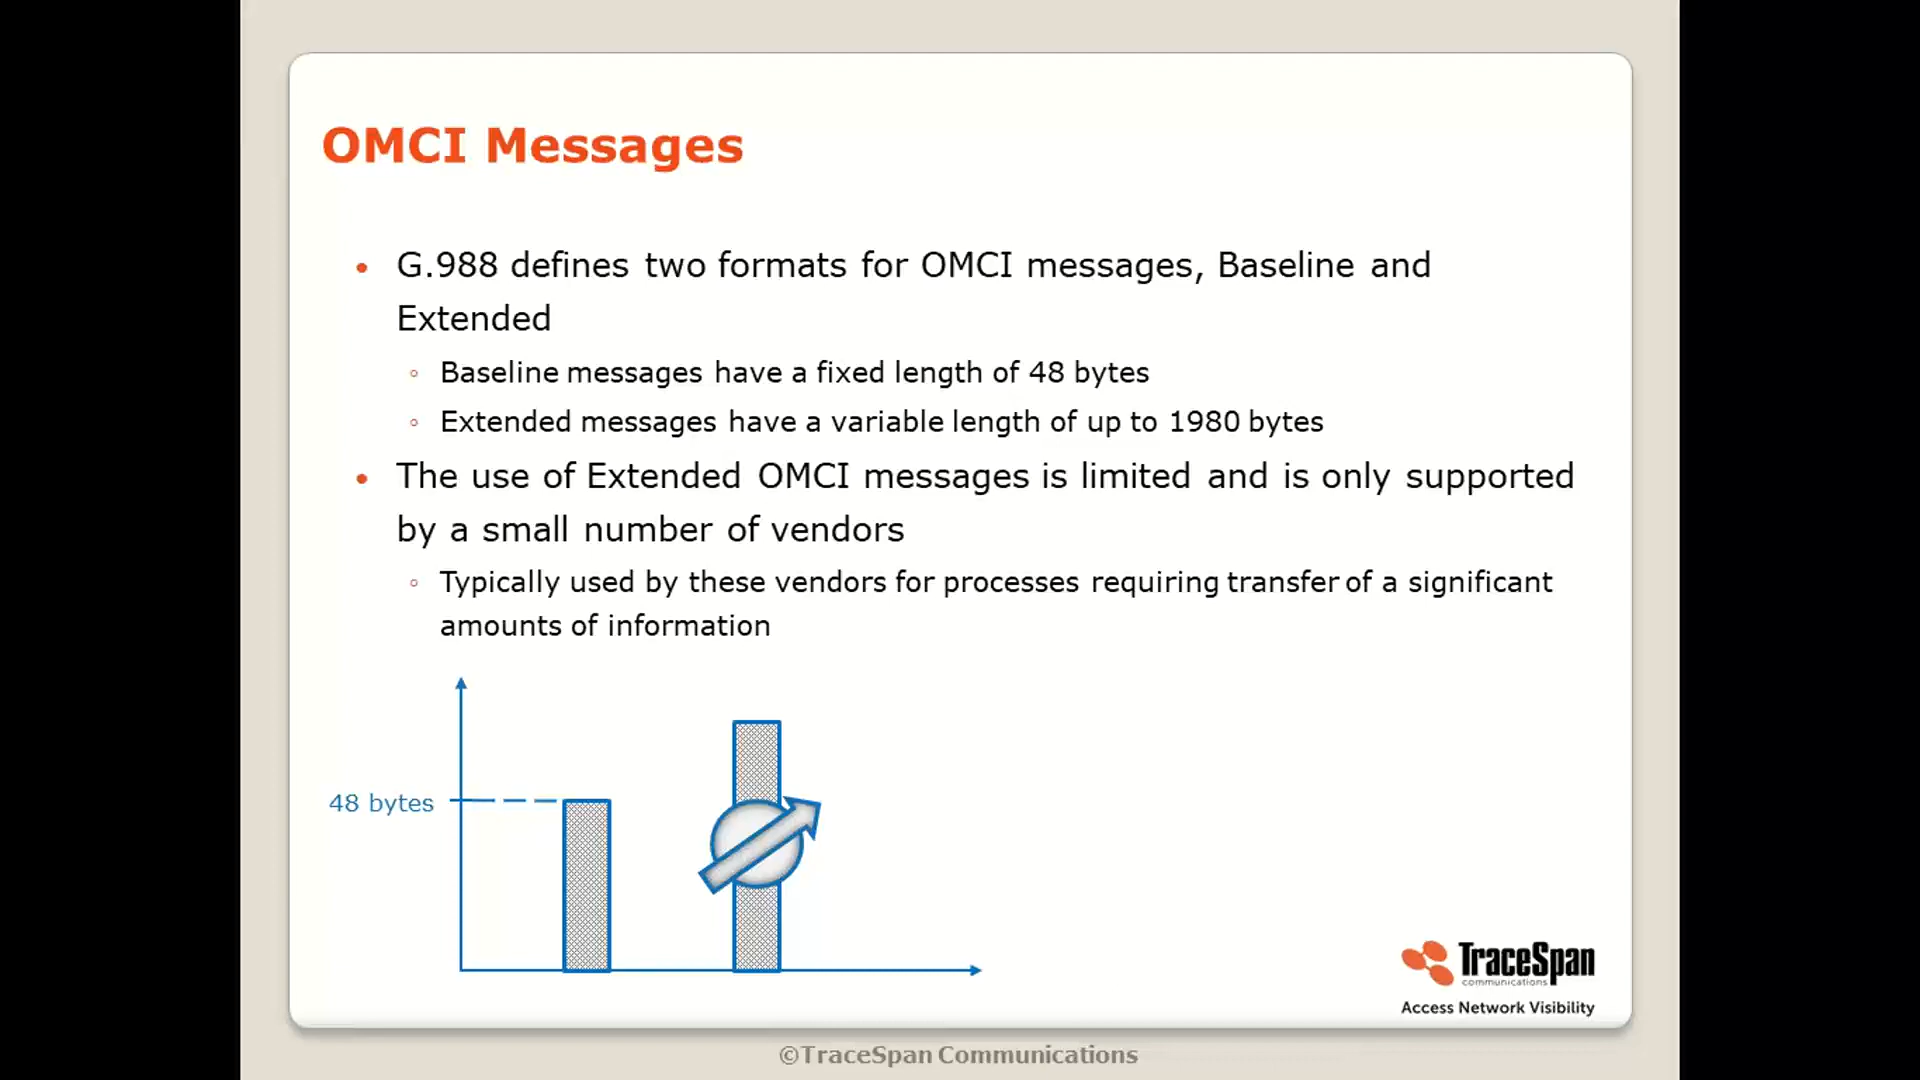 OMCI Messages
• G.988 defines two formats for OMCI messages, Baseline and
Extended
◦ Baseline messages have a fixed length of 48 bytes
◦ Extended messages have a variable length of up to 1980 bytes
• The use of Extended OMCI messages is limited and is only supported
by a small number of vendors
◦ Typically used by these vendors for processes requiring transfer of a significant
amounts of information
48 bytes
TraceSpan
communications
Access Network Visibility
©TraceSpan Communications